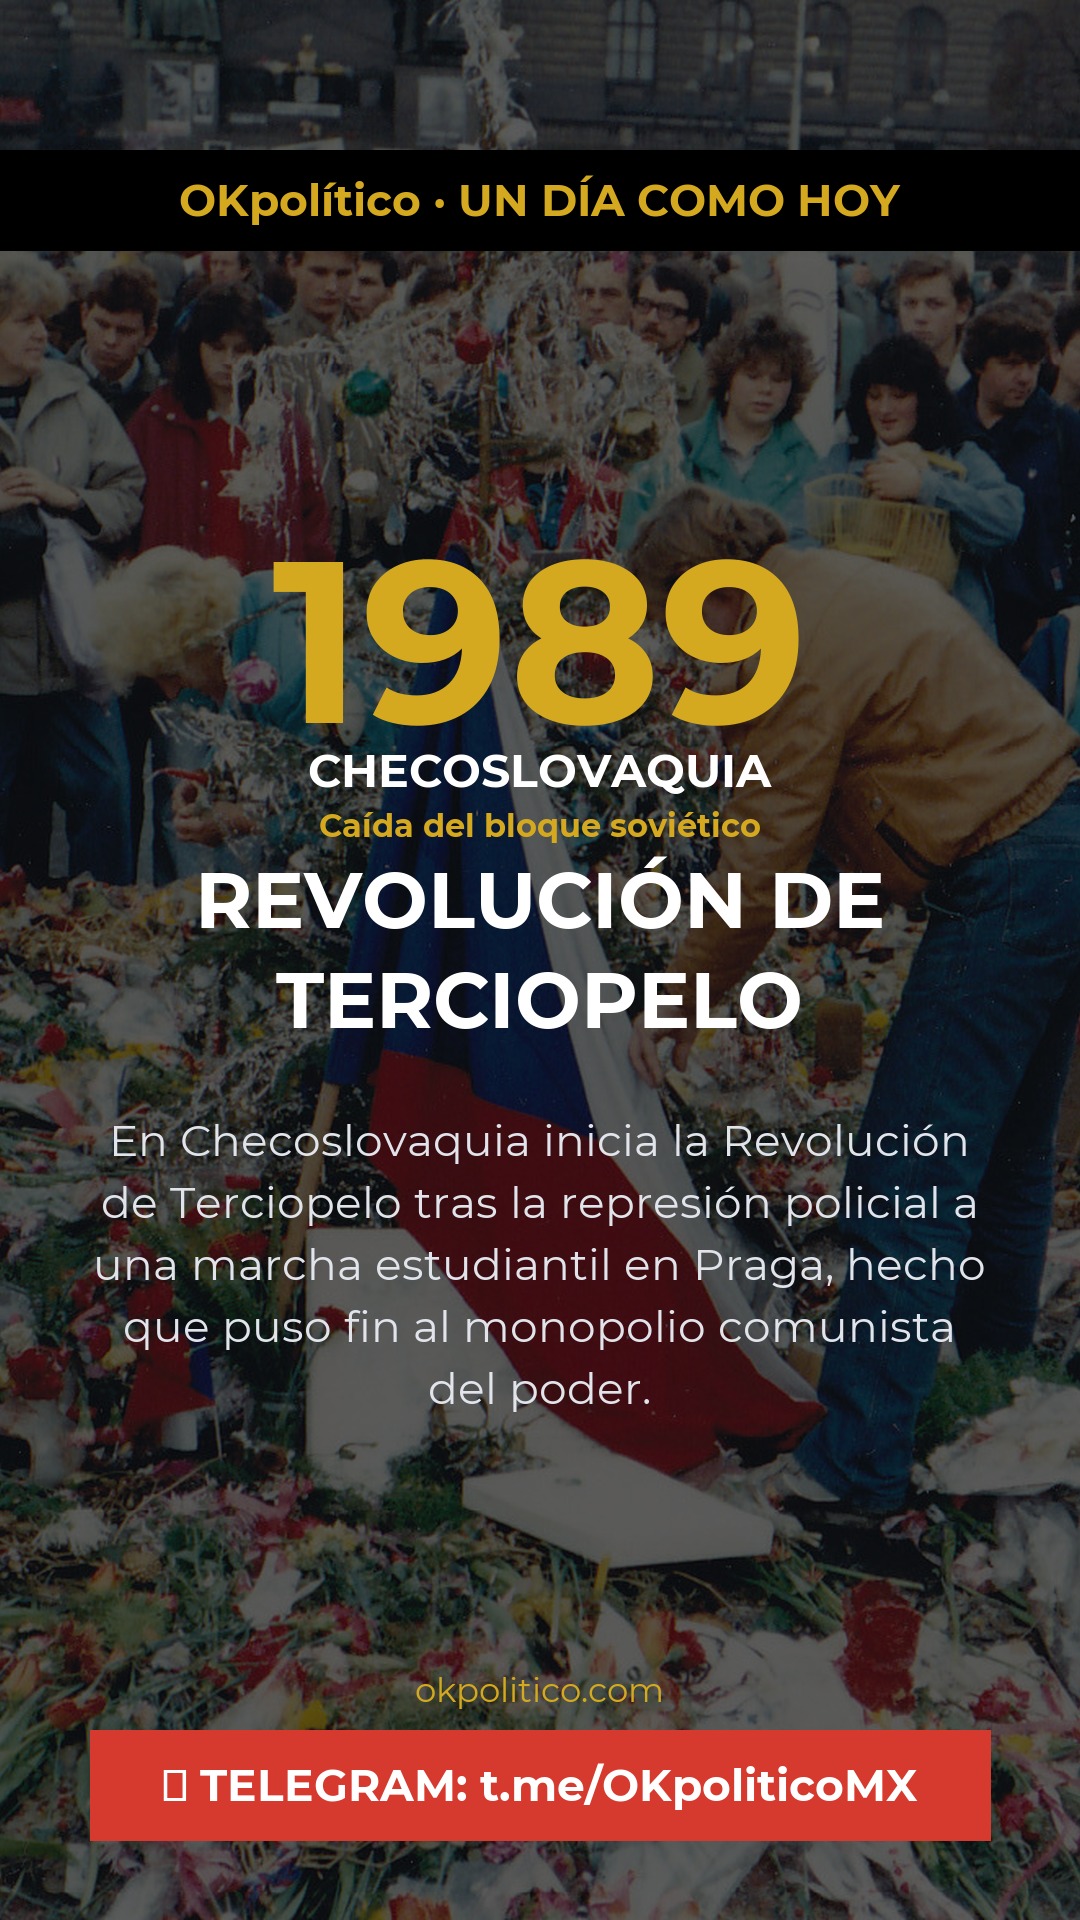 OKpolítico · UN DÍA COMO HOY
1989
CHECOSLOVAQUIA
Caída del bloque soviético
REVOLUCIÓN DE
TERCIOPELO
En Checoslovaquia inicia la Revolución
de Terciopelo tras la represión policial a
una marcha estudiantil en Praga, hecho
que puso fin al monopolio comunista
del poder.
okpolitico.com
TELEGRAM: t.me/OKpoliticoMX